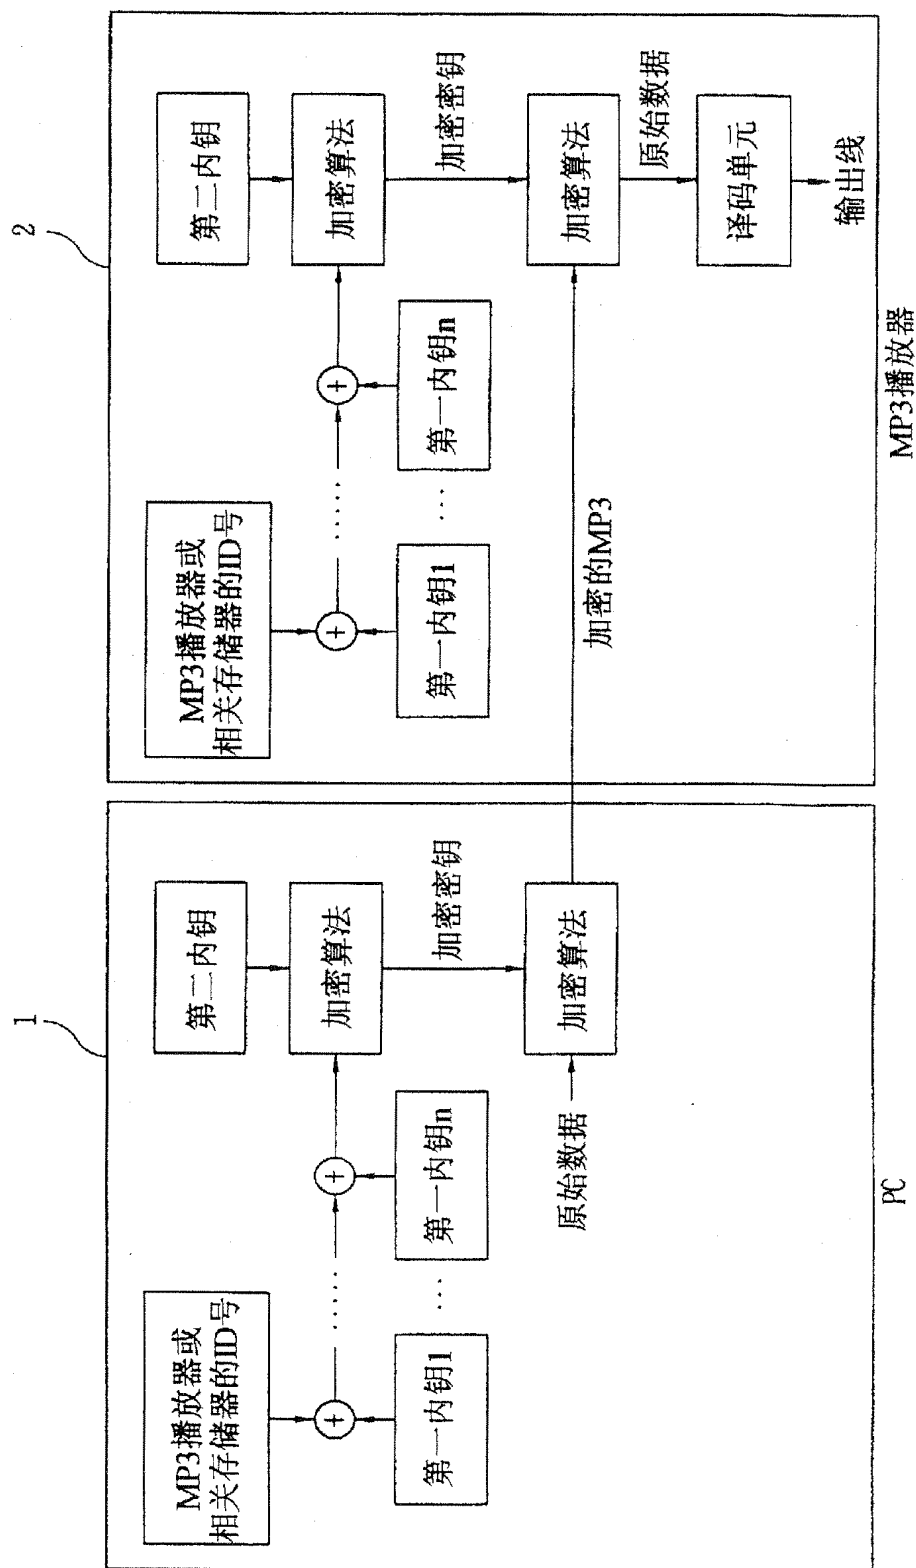 1
MP3播放器或
相关存储器的ID号
第二内钥
+
……
+
加密算法
第一内钥1
…
第一内钥n
加密密钥
原始数据
加密算法
PC
2
MP3播放器或
相关存储器的ID号
第二内钥
+
……
+
加密算法
第一内钥1
…
第一内钥n
加密密钥
加密的MP3
加密算法
原始数据
译码单元
输出线
MP3播放器